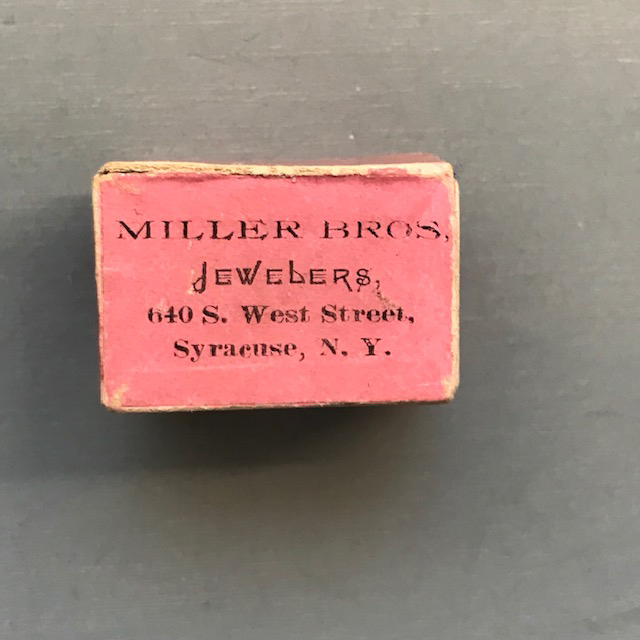 MILLER BROS,
JEWELERS,
640 S. West Street,
Syracuse, N. Y.